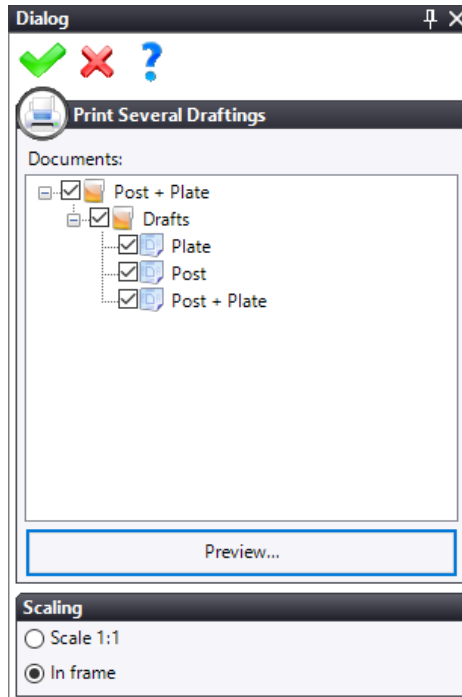 Dialog
Print Several Draftings
Documents:
Post + Plate
Drafts
Plate
Post
Post + Plate
Preview...
Scaling
Scale 1:1
In frame